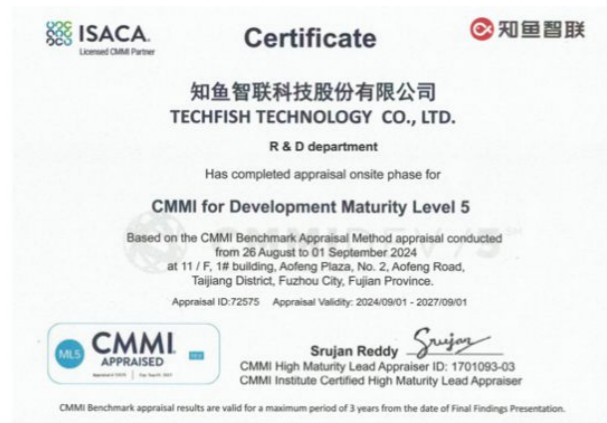 ISACA.
Licensed CMMI Partner
Certificate
知鱼智联
知鱼智联科技股份有限公司
TECHFISH TECHNOLOGY CO., LTD.
R & D department
Has completed appraisal onsite phase for
CMMI for Development Maturity Level 5
Based on the CMMI Benchmark Appraisal Method appraisal conducted
from 26 August to 01 September 2024
at 11 / F, 1# building, Aofeng Plaza, No. 2, Aofeng Road,
Taijiang District, Fuzhou City, Fujian Province.
Appraisal ID:72575 Appraisal Validity: 2024/09/01 - 2027/09/01
ML5
CMMI
APPRAISED
Srujan Reddy Srujan
CMMI High Maturity Lead Appraiser ID: 1701093-03
CMMI Institute Certified High Maturity Lead Appraiser
CMMI Benchmark appraisal results are valid for a maximum period of 3 years from the date of Final Findings Presentation.